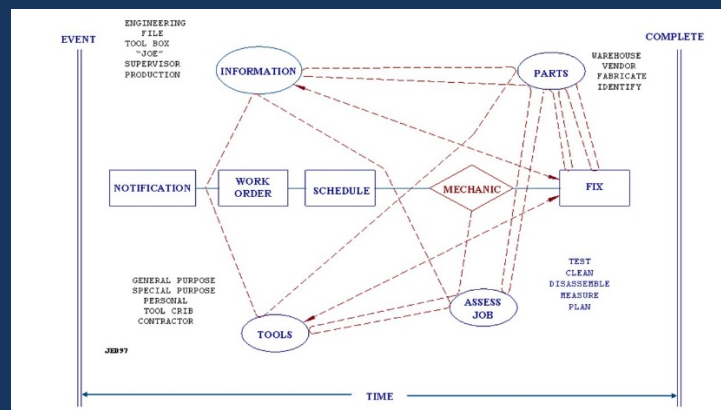 EVENT
ENGINEERING
FILE
TOOL BOX
"JOE"
SUPERVISOR
PRODUCTION
INFORMATION
PARTS
COMPLETE
WAREHOUSE
VENDOR
FABRICATE
IDENTIFY
NOTIFICATION
WORK
ORDER
SCHEDULE
MECHANIC
FIX
GENERAL PURPOSE
SPECIAL PURPOSE
PERSONAL
TOOL CRIB
CONTRACTOR
TOOLS
ASSESS
JOB
TEST
CLEAN
DISASSEMBLE
MEASURE
PLAN
JED97
TIME